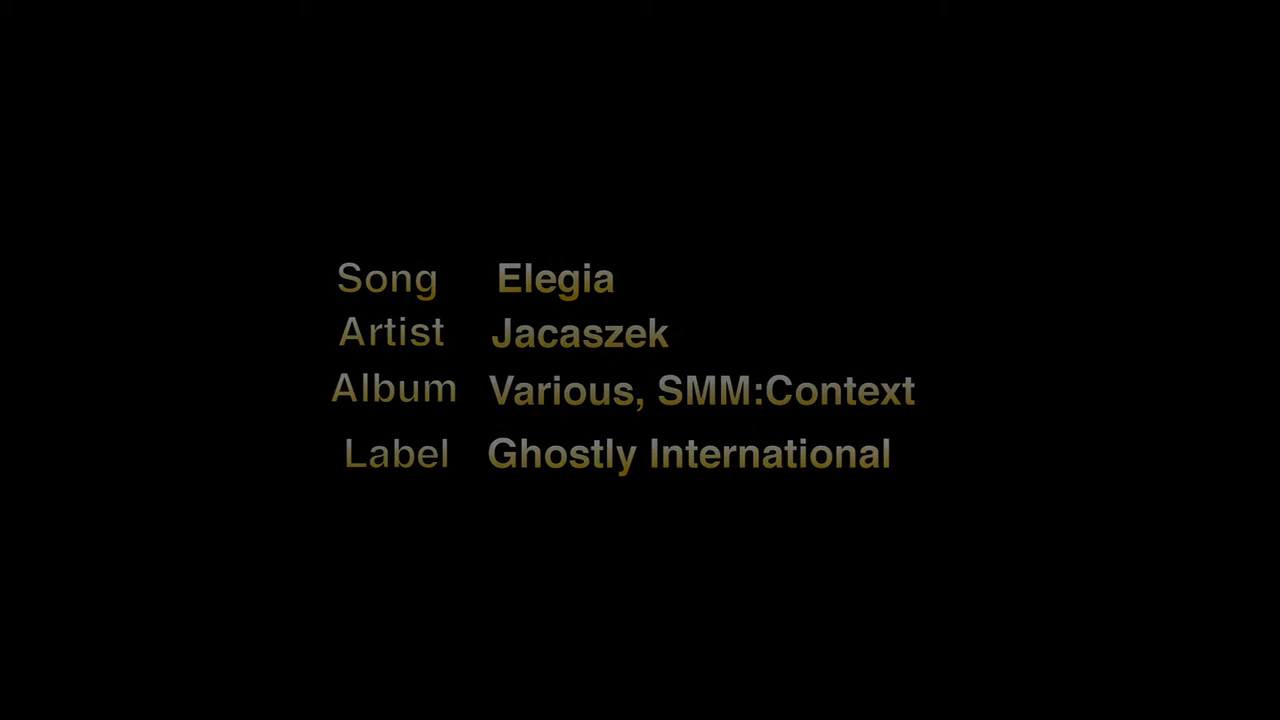 Song Elegia
Artist Jacaszek
Album Various, SMM:Context
Label Ghostly International